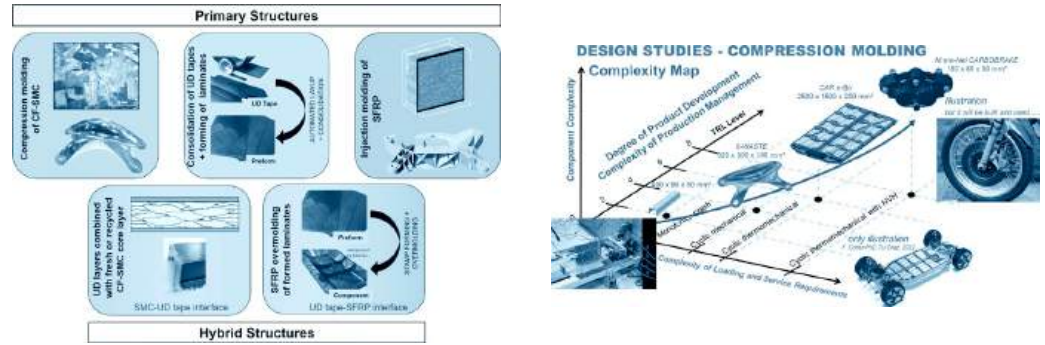 Primary Structures
Compression molding
of CF-SMC
Consolidation of UD tapes
+ forming of laminates
UD Tape
Preform
AUTOMATED LAYUP
+ CONSOLIDATION
Injection molding of
SFRP
UD layers combined
with fresh or recycled
CF-SMC core layer
SMC-UD tape interface
SFRP overmolding
of formed laminates
Preform
Component
STAMP FORMING +
OVERMOLDING
UD tape-SFRP interface
Hybrid Structures
DESIGN STUDIES - COMPRESSION MOLDING
Complexity Map
Component Complexity
Degree of Product Development
Complexity of Production Management
TRL Level
illustration
Cyclic mechanical
Cyclic thermomechanical
Cyclic thermomechanical with NVH
Complexity of Loading and Service Requirements
only illustration